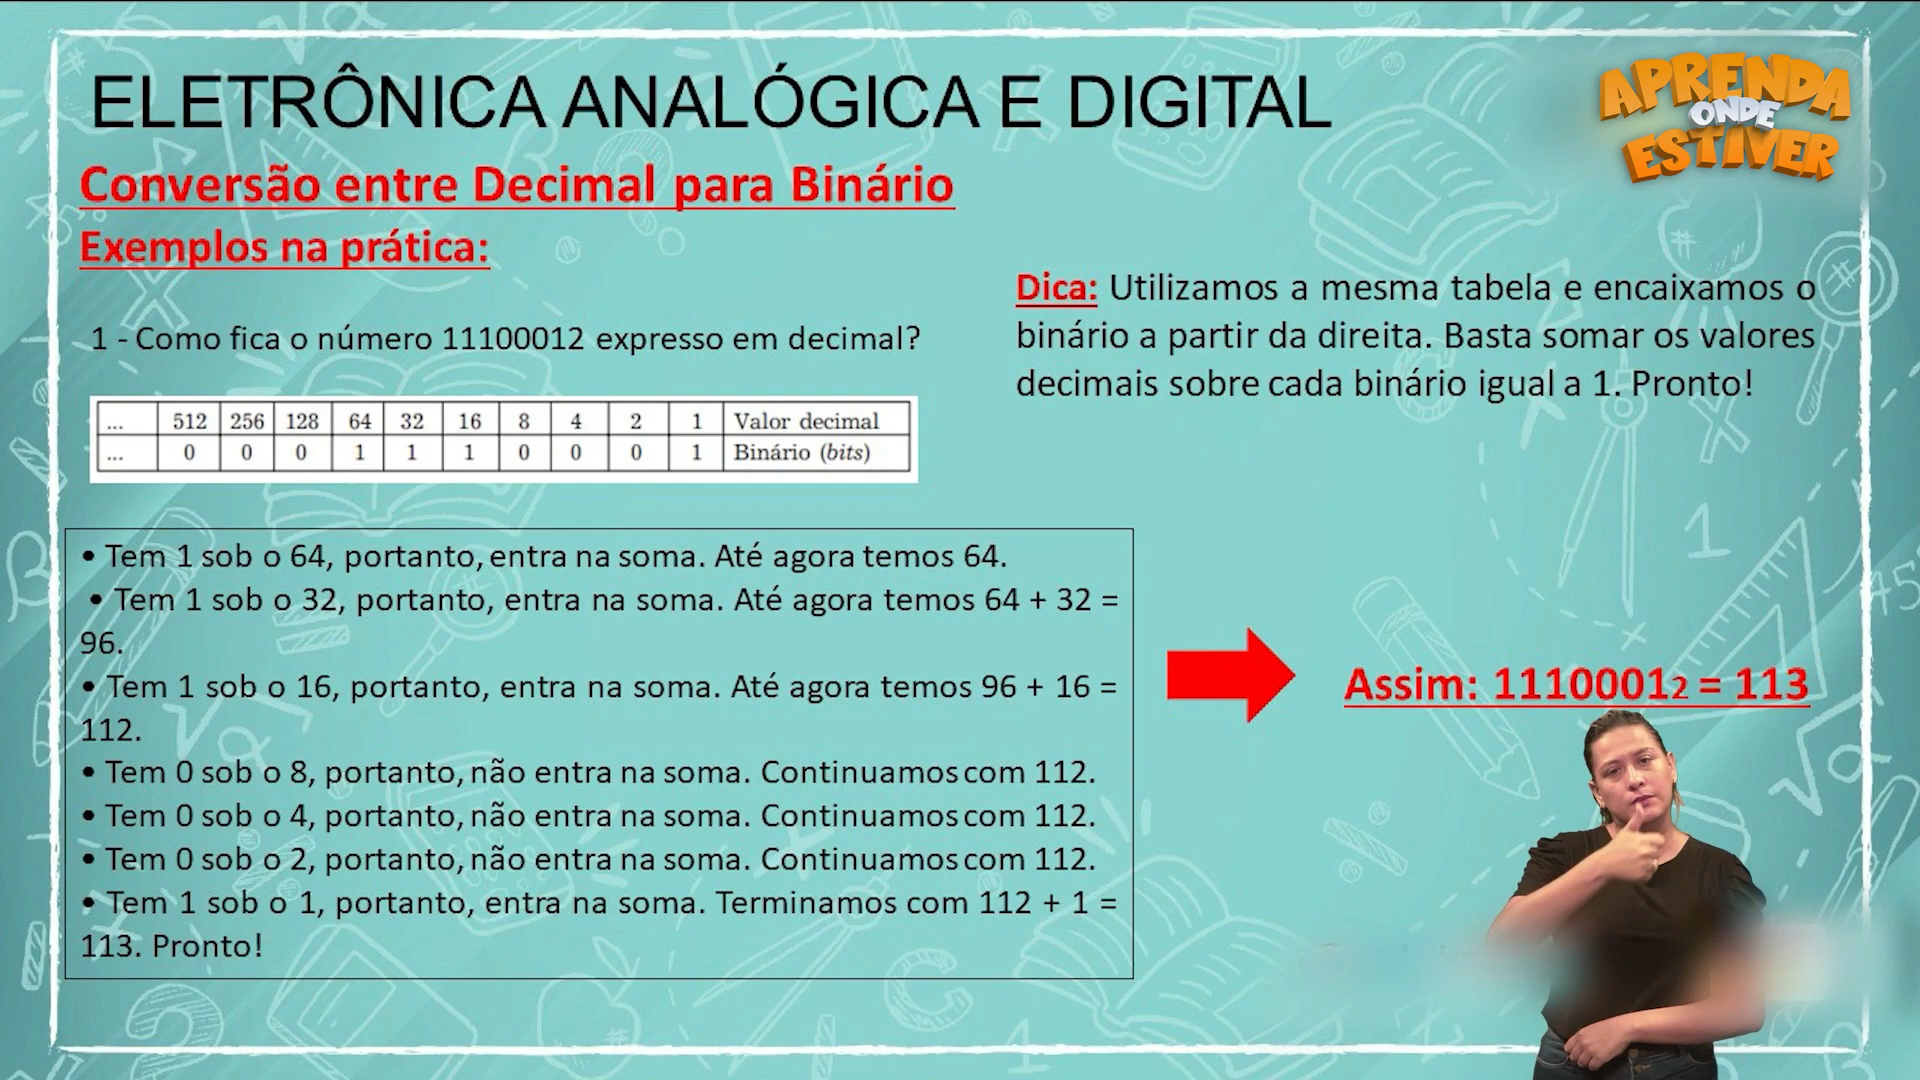 ELETRÔNICA ANALÓGICA E DIGITAL
APRENDA
ONDE
ESTIVER
Conversão entre Decimal para Binário
Exemplos na prática:
Dica: Utilizamos a mesma tabela e encaixamos o
binário a partir da direita. Basta somar os valores
decimais sobre cada binário igual a 1. Pronto!
1 - Como fica o número 11100012 expresso em decimal?
... 512 256 128 64 32 16 8 4 2 1 Valor decimal
... 0 0 0 1 1 1 0 0 0 1 Binário (bits)
• Tem 1 sob o 64, portanto, entra na soma. Até agora temos 64.
• Tem 1 sob o 32, portanto, entra na soma. Até agora temos 64 + 32 =
96.
• Tem 1 sob o 16, portanto, entra na soma. Até agora temos 96 + 16 =
112.
• Tem 0 sob o 8, portanto, não entra na soma. Continuamos com 112.
• Tem 0 sob o 4, portanto, não entra na soma. Continuamos com 112.
• Tem 0 sob o 2, portanto, não entra na soma. Continuamos com 112.
• Tem 1 sob o 1, portanto, entra na soma. Terminamos com 112 + 1 =
113. Pronto!
Assim: 1110001₂ = 113